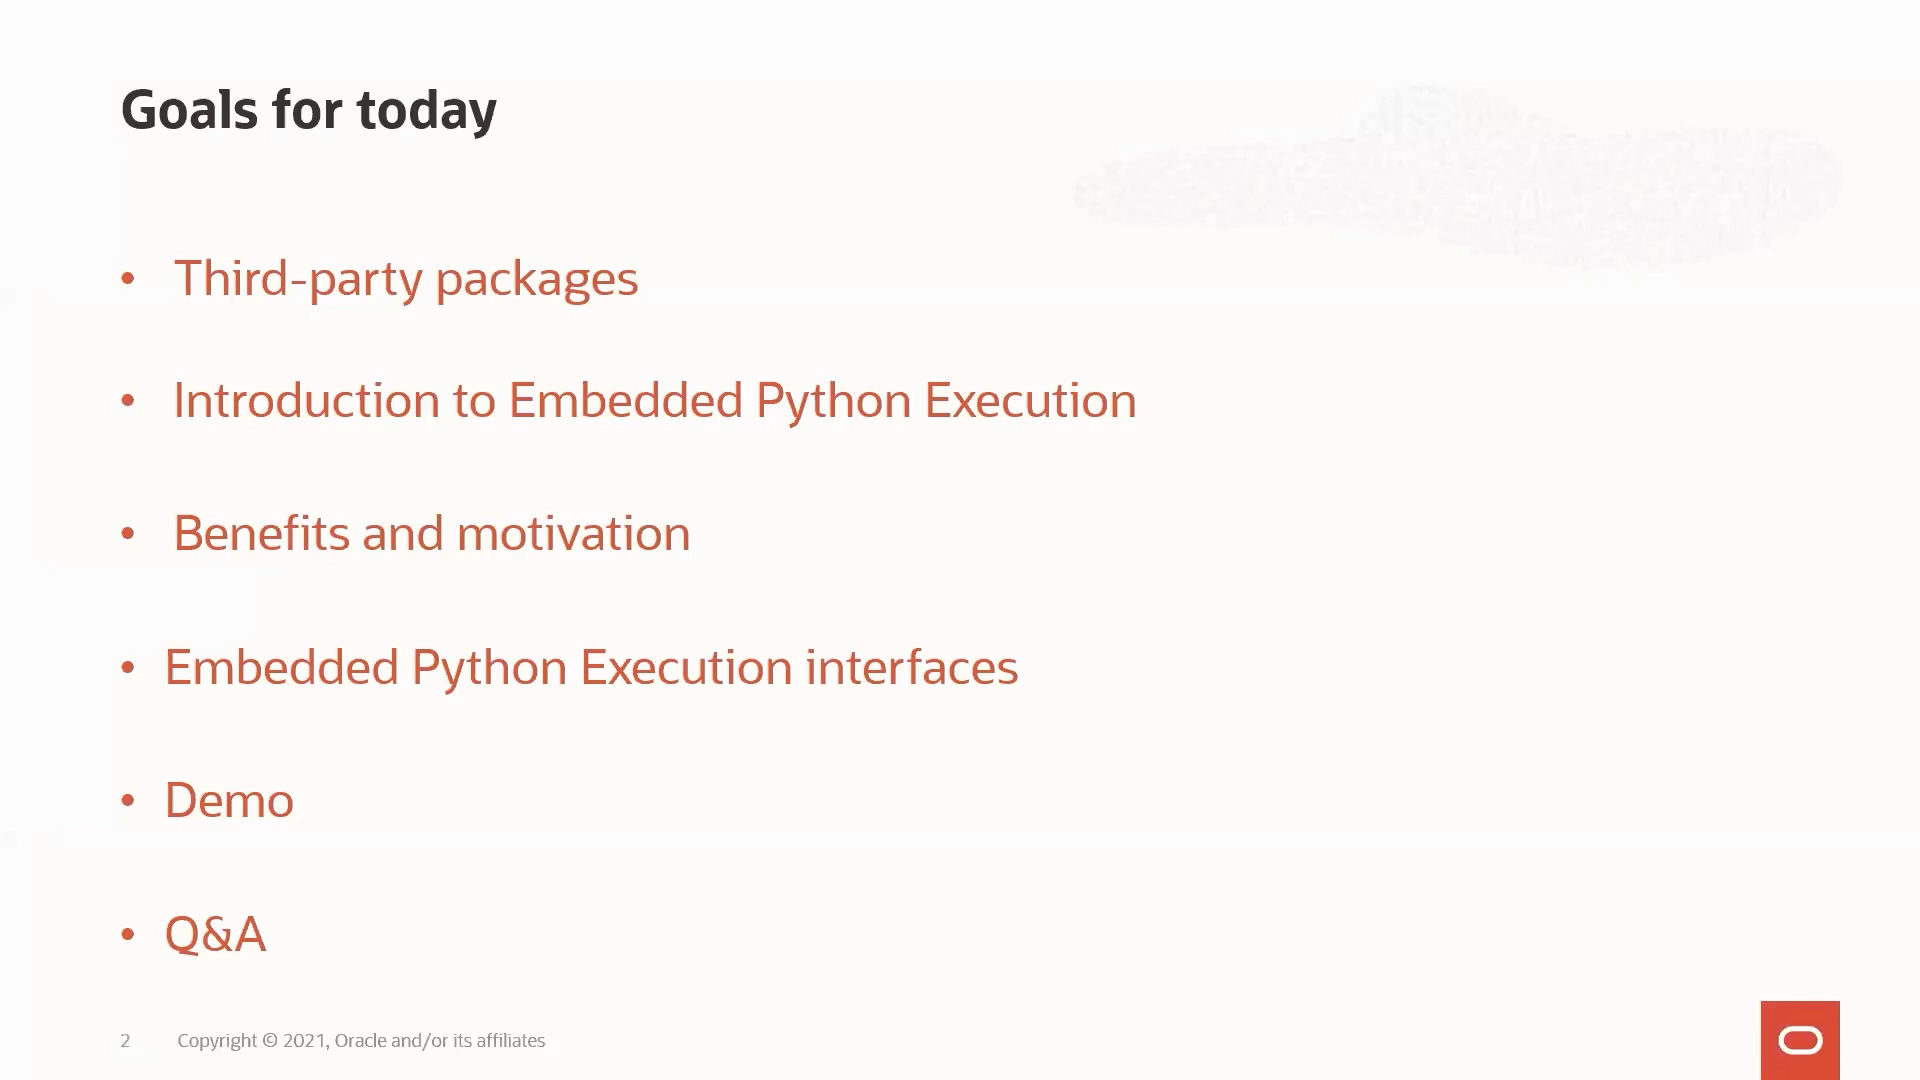 Goals for today
• Third-party packages
• Introduction to Embedded Python Execution
• Benefits and motivation
• Embedded Python Execution interfaces
• Demo
• Q&A
2 Copyright © 2021, Oracle and/or its affiliates